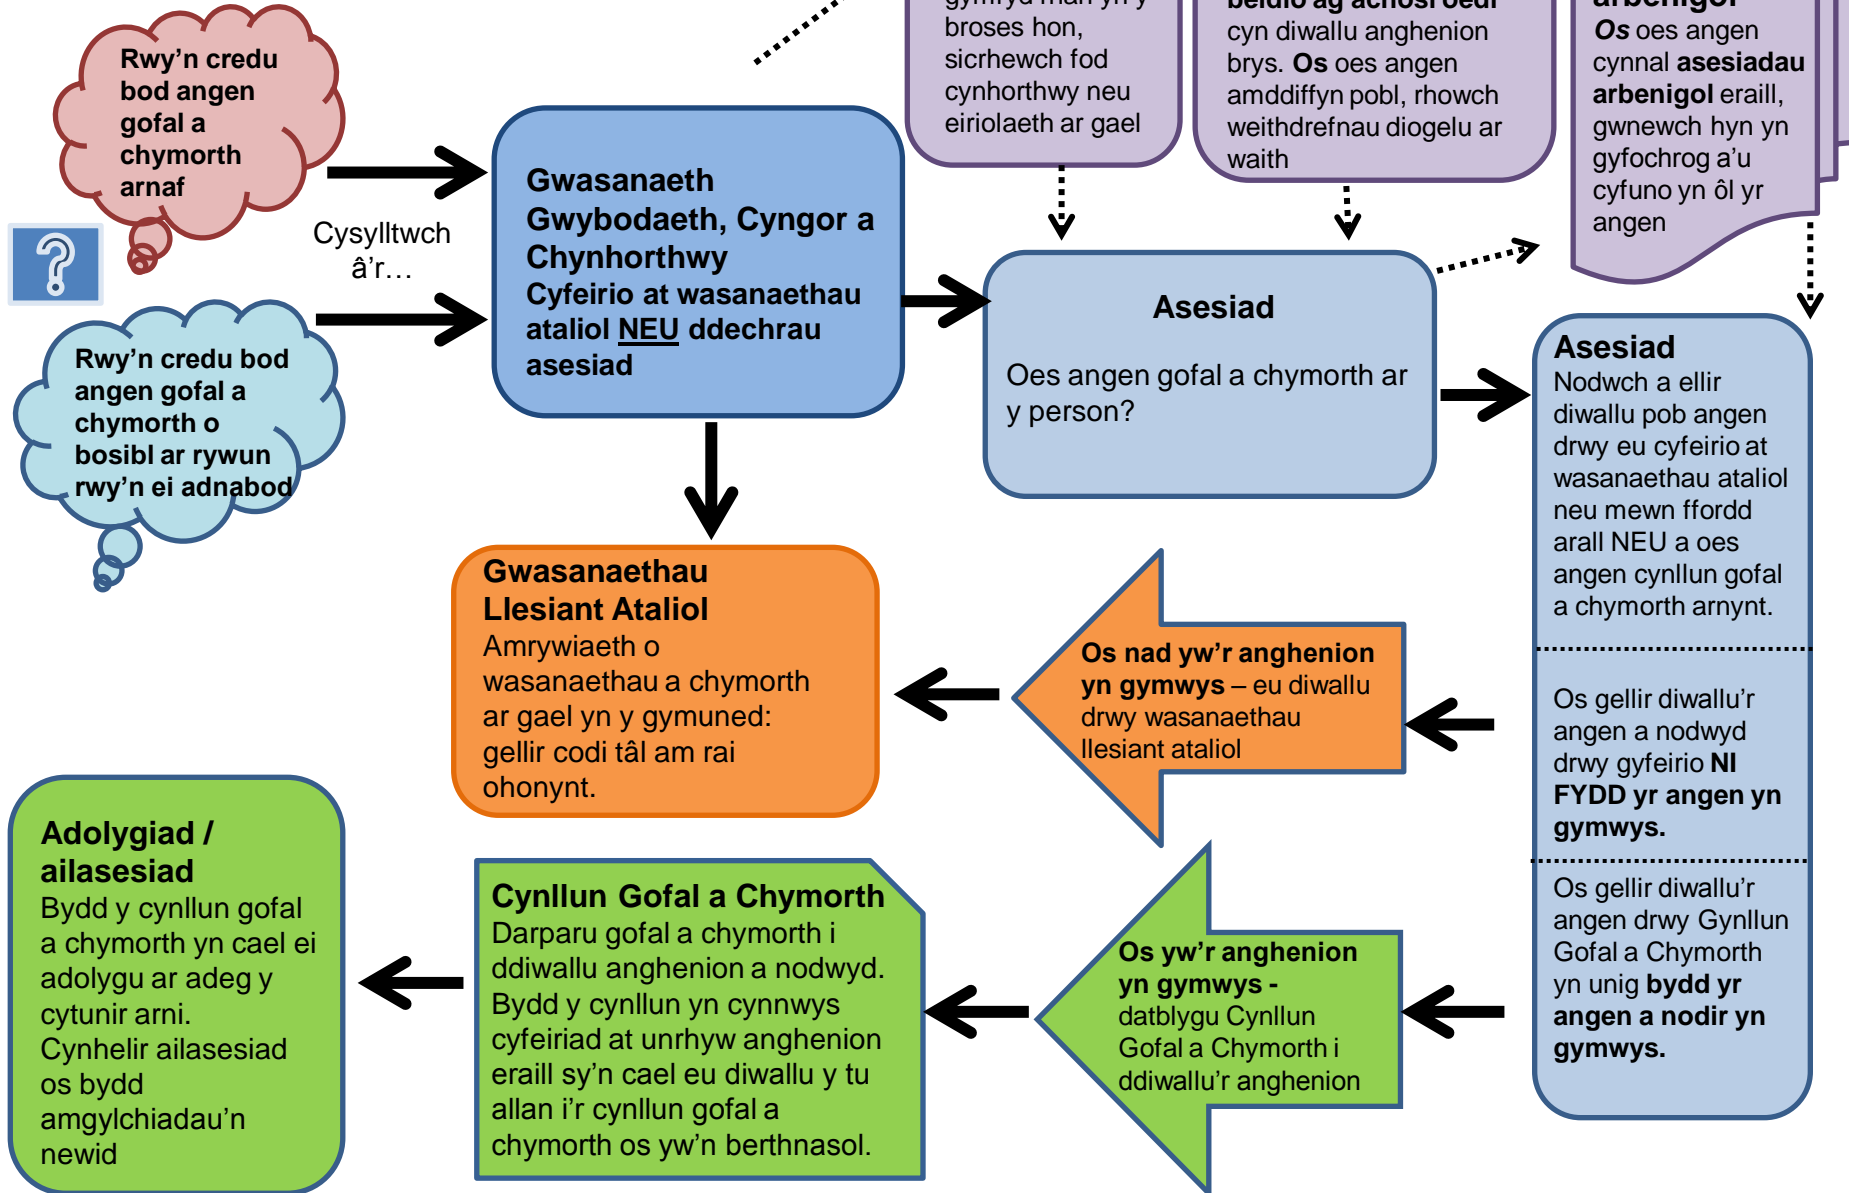 Rwy'n credu
bod angen
gofal a
chymorth
arnaf
Cysylltwch
â'r…
Rwy'n credu bod
angen gofal a
chymorth o
bosibl ar rywun
rwy'n ei adnabod
Gwasanaeth
Gwybodaeth, Cyngor a
Chynhorthwy
Cyfeirio at wasanaethau
ataliol NEU ddechrau
asesiad
gymryd rhan yn y
broses hon,
sicrhewch fod
cynhorthwy neu
eiriolaeth ar gael
beidio ag achosi oedi
cyn diwallu anghenion
brys. Os oes angen
amddiffyn pobl, rhowch
weithdrefnau diogelu ar
waith
arbenigol
Os oes angen
cynnal asesiadau
arbenigol eraill,
gwnewch hyn yn
gyfochrog a'u
cyfuno yn ôl yr
angen
Asesiad
Oes angen gofal a chymorth ar
y person?
Asesiad
Nodwch a ellir
diwallu pob angen
drwy eu cyfeirio at
wasanaethau ataliol
neu mewn ffordd
arall NEU a oes
angen cynllun gofal
a chymorth arnynt.
Os gellir diwallu'r
angen a nodwyd
drwy gyfeirio NI
FYDD yr angen yn
gymwys.
Os gellir diwallu'r
angen drwy Gynllun
Gofal a Chymorth
yn unig bydd yr
angen a nodir yn
gymwys.
Os nad yw'r anghenion
yn gymwys – eu diwallu
drwy wasanaethau
llesiant ataliol
Gwasanaethau
Llesiant Ataliol
Amrywiaeth o
wasanaethau a chymorth
ar gael yn y gymuned:
gellir codi tâl am rai
ohonynt.
Os yw'r anghenion
yn gymwys -
datblygu Cynllun
Gofal a Chymorth i
ddiwallu'r anghenion
Cynllun Gofal a Chymorth
Darparu gofal a chymorth i
ddiwallu anghenion a nodwyd.
Bydd y cynllun yn cynnwys
cyfeiriad at unrhyw anghenion
eraill sy'n cael eu diwallu y tu
allan i'r cynllun gofal a
chymorth os yw'n berthnasol.
Adolygiad /
ailasesiad
Bydd y cynllun gofal
a chymorth yn cael ei
adolygu ar adeg y
cytunir arni.
Cynhelir ailasesiad
os bydd
amgylchiadau'n
newid